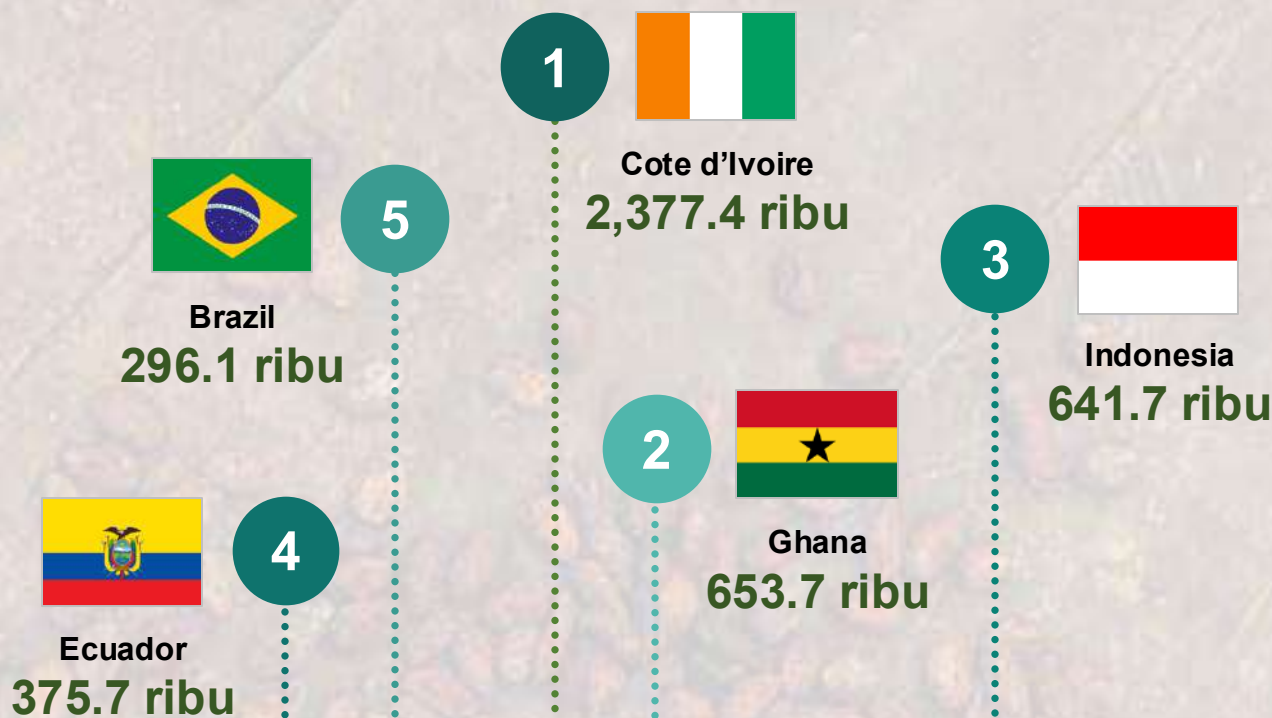 1
Cote d’Ivoire
2,377.4 ribu
5
Brazil
296.1 ribu
3
Indonesia
641.7 ribu
2
Ghana
653.7 ribu
4
Ecuador
375.7 ribu